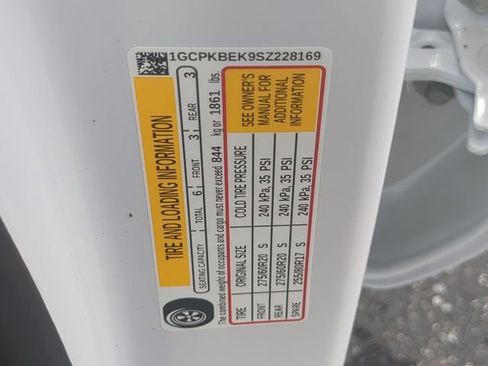 1GCPKBEK9SZ228169
TIRE AND LOADING INFORMATION
SEATING CAPACITY TOTAL 6 FRONT 3 REAR 3
The combined weight of occupants and cargo must never exceed 844 kg or 1861 lbs.
TIRE ORIGINAL SIZE COLD TIRE PRESSURE
FRONT 275/60R20 S 240 kPa, 35 PSI
REAR 275/60R20 S 240 kPa, 35 PSI
SPARE 255/80R17 S 240 kPa, 35 PSI
SEE OWNER'S
MANUAL FOR
ADDITIONAL
INFORMATION